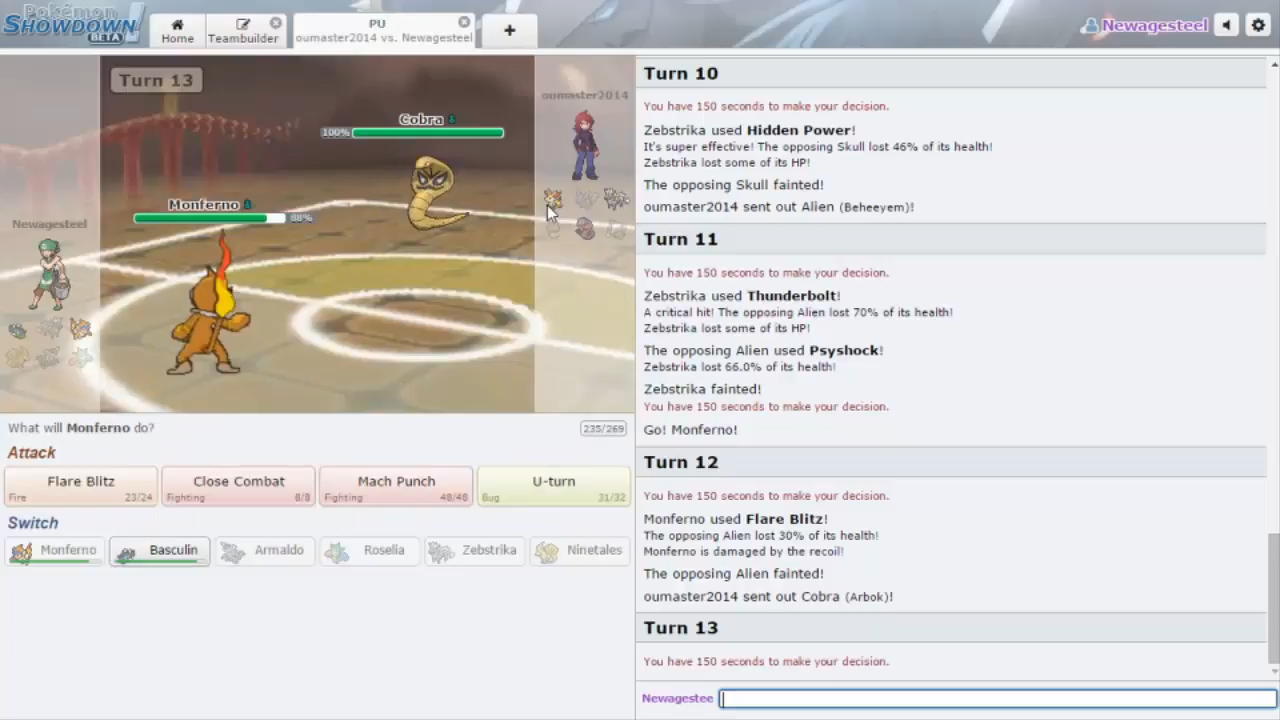 Pokémon
SHOWDOWN
BETA
Home
Teambuilder
PU
oumaster2014 vs. Newagesteel
+
Newagesteel
Turn 13
oumaster2014
Cobra
100%
Monferno
88%
Newagesteel
What will Monferno do?
235/269
Attack
Flare Blitz
Fire 23/24
Close Combat
Fighting 8/8
Mach Punch
Fighting 48/48
U-turn
Bug 31/32
Switch
Monferno
Basculin
Armaldo
Roselia
Zebstrika
Ninetales
Turn 10
You have 150 seconds to make your decision.
Zebstrika used Hidden Power!
It's super effective! The opposing Skull lost 46% of its health!
Zebstrika lost some of its HP!
The opposing Skull fainted!
oumaster2014 sent out Alien (Beheeyem)!
Turn 11
You have 150 seconds to make your decision.
Zebstrika used Thunderbolt!
A critical hit! The opposing Alien lost 70% of its health!
Zebstrika lost some of its HP!
The opposing Alien used Psyshock!
Zebstrika lost 66.0% of its health!
Zebstrika fainted!
You have 150 seconds to make your decision.
Go! Monferno!
Turn 12
You have 150 seconds to make your decision.
Monferno used Flare Blitz!
The opposing Alien lost 30% of its health!
Monferno is damaged by the recoil!
The opposing Alien fainted!
oumaster2014 sent out Cobra (Arbok)!
Turn 13
You have 150 seconds to make your decision.
Newagestee